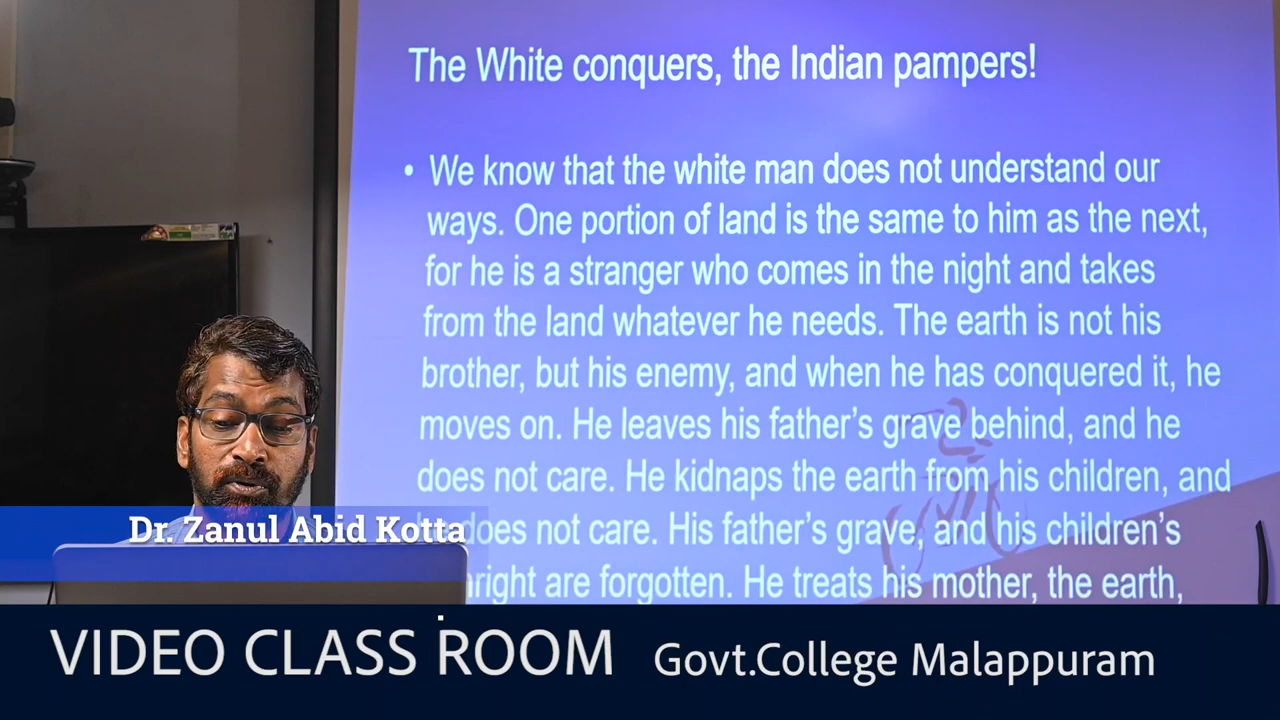 The White conquers, the Indian pampers!
• We know that the white man does not understand our
ways. One portion of land is the same to him as the next,
for he is a stranger who comes in the night and takes
from the land whatever he needs. The earth is not his
brother, but his enemy, and when he has conquered it, he
moves on. He leaves his father's grave behind, and he
does not care. He kidnaps the earth from his children, and
does not care. His father's grave, and his children's
are forgotten. He treats his mother, the earth,
Dr. Zanul Abid Kotta
VIDEO CLASS ROOM Govt.College Malappuram